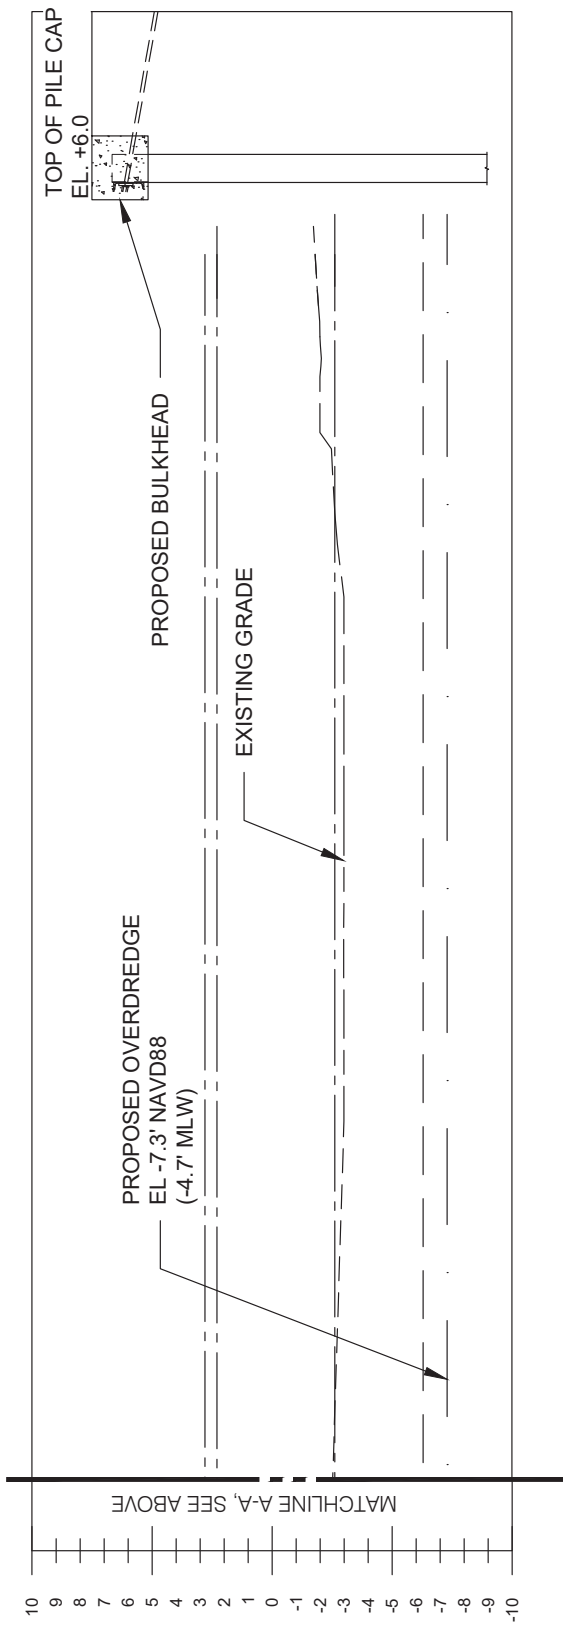 TOP OF PILE CAP
EL. +6.0
PROPOSED BULKHEAD
EXISTING GRADE
PROPOSED OVERDREDGE
EL -7.3' NAVD88
(-4.7' MLW)
MATCHLINE A-A, SEE ABOVE
10
9
8
7
6
5
4
3
2
1
0
-1
-2
-3
-4
-5
-6
-7
-8
-9
-10